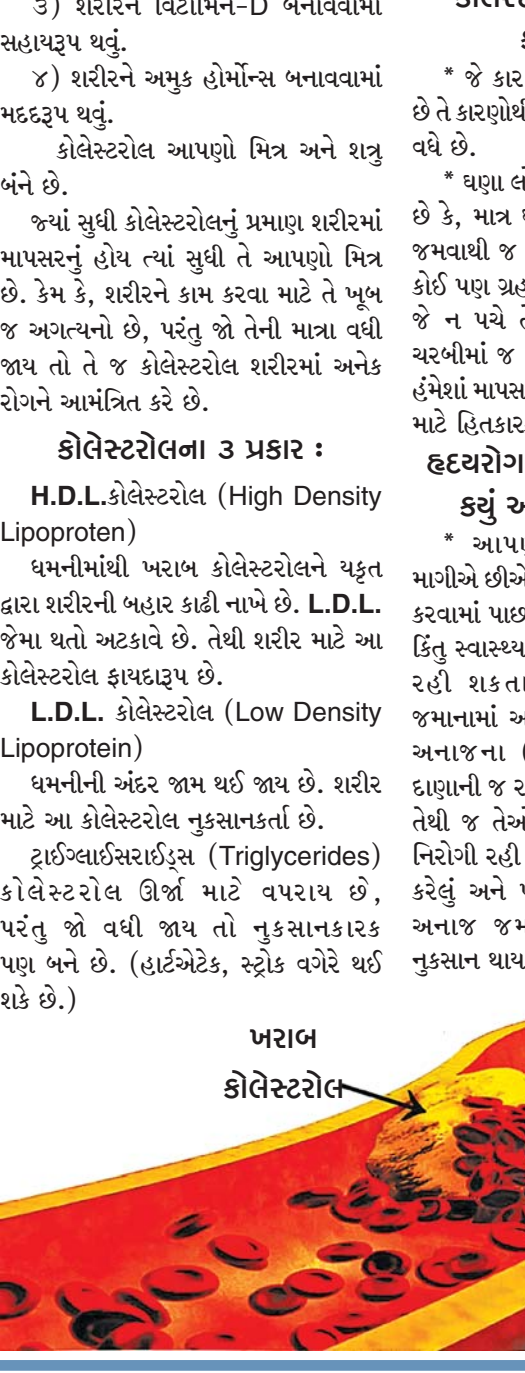 ૩) શરીરને વિટામિન-D બનાવવામાં
સહાયરૂપ થવું.
૪) શરીરને અમુક હોર્મોન્સ બનાવવામાં
મદદરૂપ થવું.
કોલેસ્ટરોલ આપણો મિત્ર અને શત્રુ
બંને છે.
જ્યાં સુધી કોલેસ્ટરોલનું પ્રમાણ શરીરમાં
માપસરનું હોય ત્યાં સુધી તે આપણો મિત્ર
છે. કેમ કે, શરીરને કામ કરવા માટે તે ખૂબ
જ અગત્યનો છે, પરંતુ જો તેની માત્રા વધી
જાય તો તે જ કોલેસ્ટરોલ શરીરમાં અનેક
રોગને આમંત્રિત કરે છે.
કોલેસ્ટરોલના ૩ પ્રકાર :
H.D.L.કોલેસ્ટરોલ (High Density
Lipoproten)
ધમનીમાંથી ખરાબ કોલેસ્ટરોલને યકૃત
દ્વારા શરીરની બહાર કાઢી નાખે છે. L.D.L.
જેમા થતો અટકાવે છે. તેથી શરીર માટે આ
કોલેસ્ટરોલ ફાયદારૂપ છે.
L.D.L. કોલેસ્ટરોલ (Low Density
Lipoprotein)
ધમનીની અંદર જામ થઈ જાય છે. શરીર
માટે આ કોલેસ્ટરોલ નુકસાનકર્તા છે.
ટ્રાઈગ્લાઈસરાઈડ્સ (Triglycerides)
કોલેસ્ટરોલ ઊર્જા માટે વપરાય છે,
પરંતુ જો વધી જાય તો નુકસાનકારક
પણ બને છે. (હાર્ટએટેક, સ્ટ્રોક વગેરે થઈ
શકે છે.)
ખરાબ
કોલેસ્ટરોલ
* જે કાર
છે તે કારણોથી
વધે છે.
* ઘણા લો
છે કે, માત્ર
જમવાથી જ
કોઈ પણ ગ્રહ
જે ન પચે તે
ચરબીમાં જ
હંમેશાં માપસ
માટે હિતકાર
હૃદયરોગ
કયું અ
* આપણ
માગીએ છીએ
કરવામાં પાછ
કિંતુ સ્વાસ્થ્ય
રહી શકતા
જમાનામાં અ
અનાજના (
દાણાની જ ર
તેથી જ તેઓ
નિરોગી રહી
કરેલું અને પ
અનાજ જમ
નુકસાન થાય